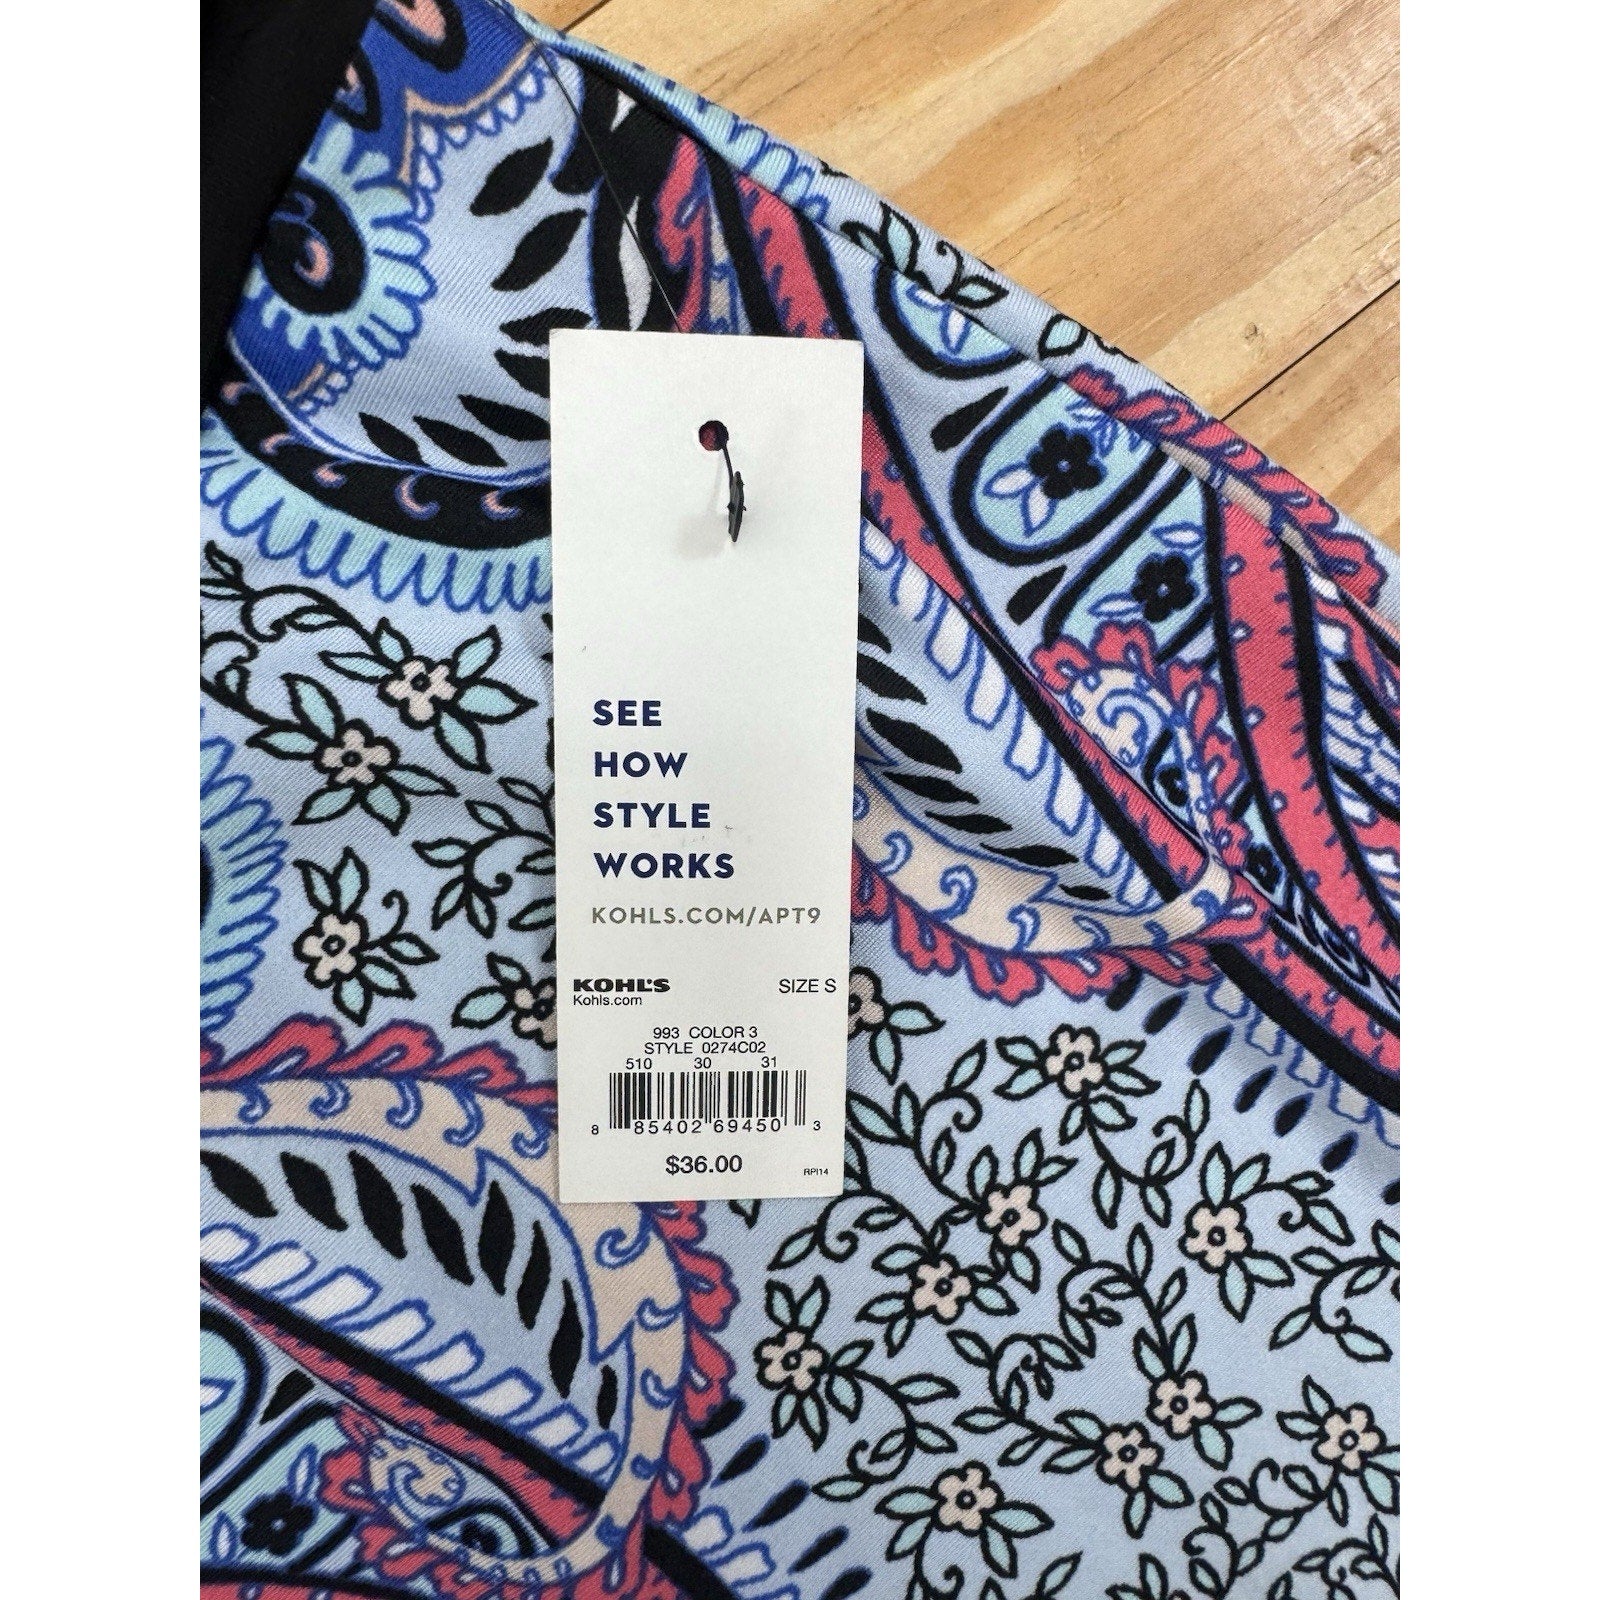 SEE
HOW
STYLE
WORKS
KOHLS.COM/APT9
KOHL'S SIZE S
Kohls.com
993 COLOR 3
STYLE 0274C02
510 30 31
8 85402 69450 3
$36.00 RPI14